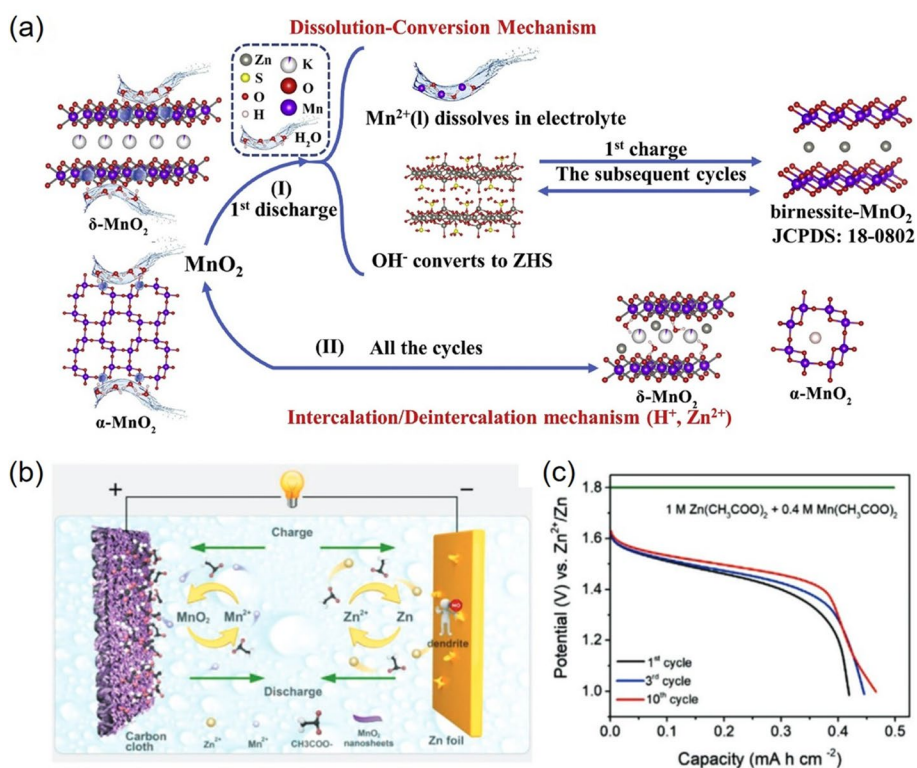 (a)
Dissolution-Conversion Mechanism
Zn
S
O
H
K
O
Mn
H₂O
δ-MnO₂
(I)
1st discharge
Mn²⁺(l) dissolves in electrolyte
OH⁻ converts to ZHS
1st charge
The subsequent cycles
birnessite-MnO₂
JCPDS: 18-0802
MnO₂
α-MnO₂
(II) All the cycles
δ-MnO₂
α-MnO₂
Intercalation/Deintercalation mechanism (H⁺, Zn²⁺)
(b)
+
−
Charge
MnO₂ Mn²⁺
Zn²⁺ Zn
NO
dendrite
Discharge
Carbon
cloth
Zn²⁺
Mn²⁺
CH3COO-
MnO₂
nanosheets
Zn foil
(c)
Potential (V) vs. Zn²⁺/Zn
1.8
1.6
1.4
1.2
1.0
1 M Zn(CH₃COO)₂ + 0.4 M Mn(CH₃COO)₂
1st cycle
3rd cycle
10th cycle
0.0 0.1 0.2 0.3 0.4 0.5
Capacity (mA h cm⁻²)